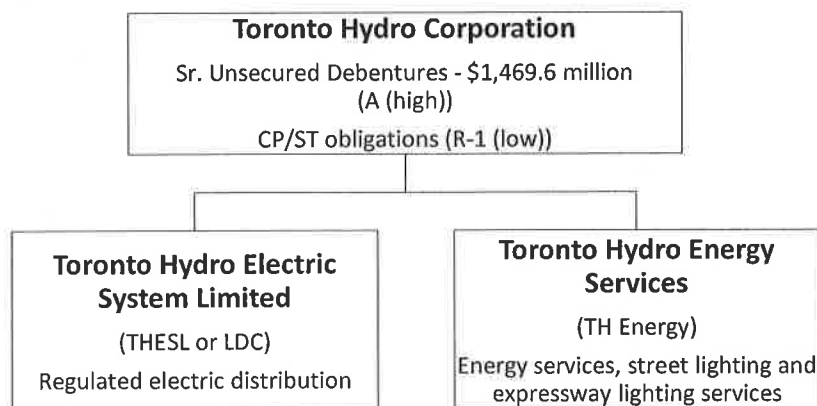 Toronto Hydro Corporation
Sr. Unsecured Debentures - $1,469.6 million
(A (high))
CP/ST obligations (R-1 (low))
Toronto Hydro Electric
System Limited
(THESL or LDC)
Regulated electric distribution
Toronto Hydro Energy
Services
(TH Energy)
Energy services, street lighting and
expressway lighting services